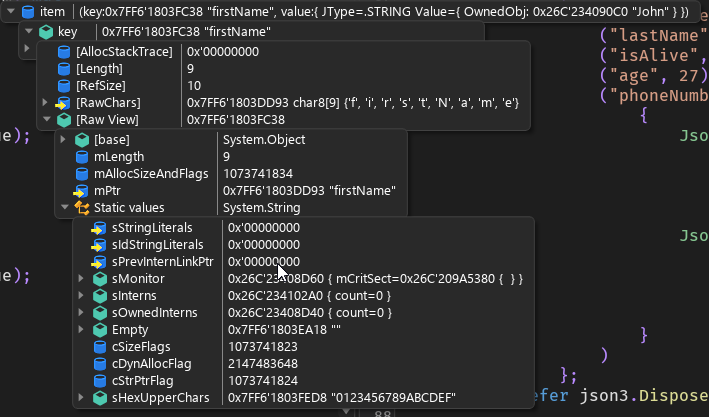 item (key:0x7FF6'1803FC38 "firstName", value:{ JType=.STRING Value={ OwnedObj: 0x26C'234090C0 "John" } })
key 0x7FF6'1803FC38 "firstName"
[AllocStackTrace] 0x'00000000
[Length] 9
[RefSize] 10
[RawChars] 0x7FF6'1803DD93 char8[9] {'f', 'i', 'r', 's', 't', 'N', 'a', 'm', 'e'}
[Raw View] 0x7FF6'1803FC38
[base] System.Object
mLength 9
mAllocSizeAndFlags 1073741834
mPtr 0x7FF6'1803DD93 "firstName"
Static values System.String
sStringLiterals 0x'00000000
sIdStringLiterals 0x'00000000
sPrevInternLinkPtr 0x'00000000
sMonitor 0x26C'23408D60 { mCritSect=0x26C'209A5380 { } }
sInterns 0x26C'234102A0 { count=0 }
sOwnedInterns 0x26C'23408D40 { count=0 }
Empty 0x7FF6'1803EA18 ""
cSizeFlags 1073741823
cDynAllocFlag 2147483648
cStrPtrFlag 1073741824
sHexUpperChars 0x7FF6'1803FED8 "0123456789ABCDEF"
("lastName"
("isAlive",
("age", 27)
("phoneNumb
{
Jso
Jso
}
)
};
efer json3.Dispose
);
);
88